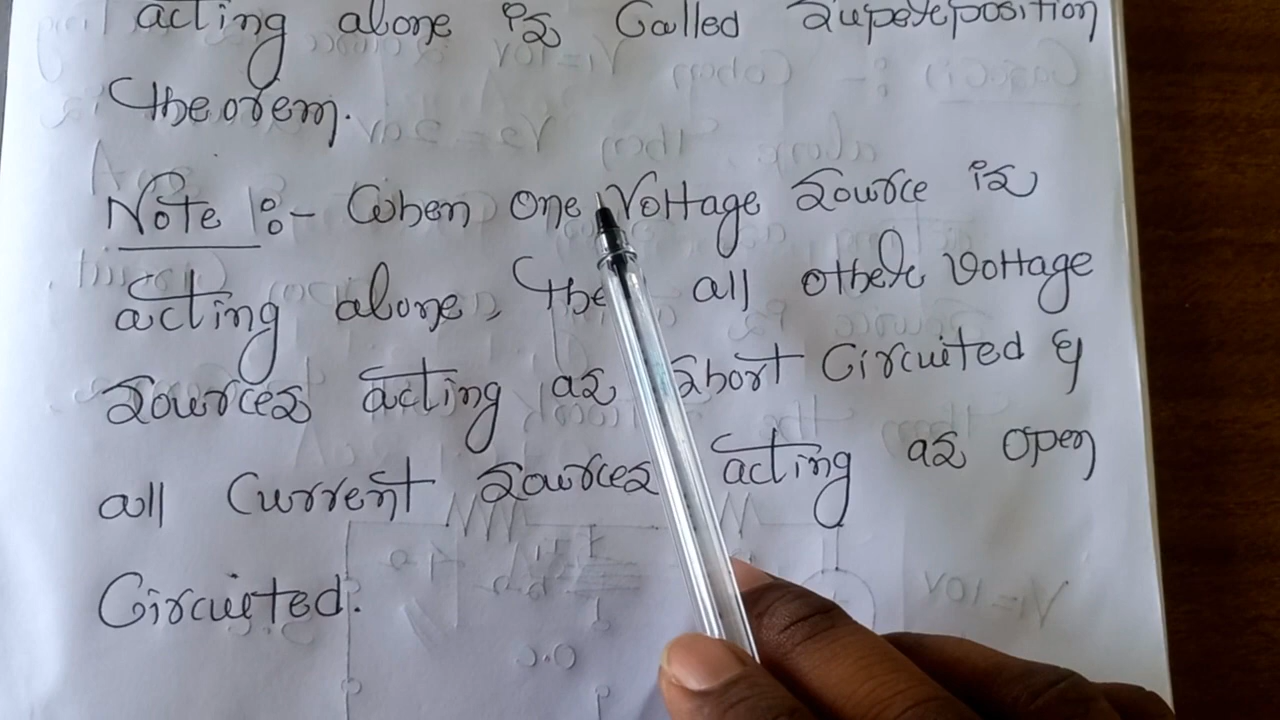 acting alone is Called Superposition
theorem.
Note :- When one Voltage Source is
acting alone, the all other Voltage
Sources acting as Short Circuited &
all Current Sources acting as open
Circuited.